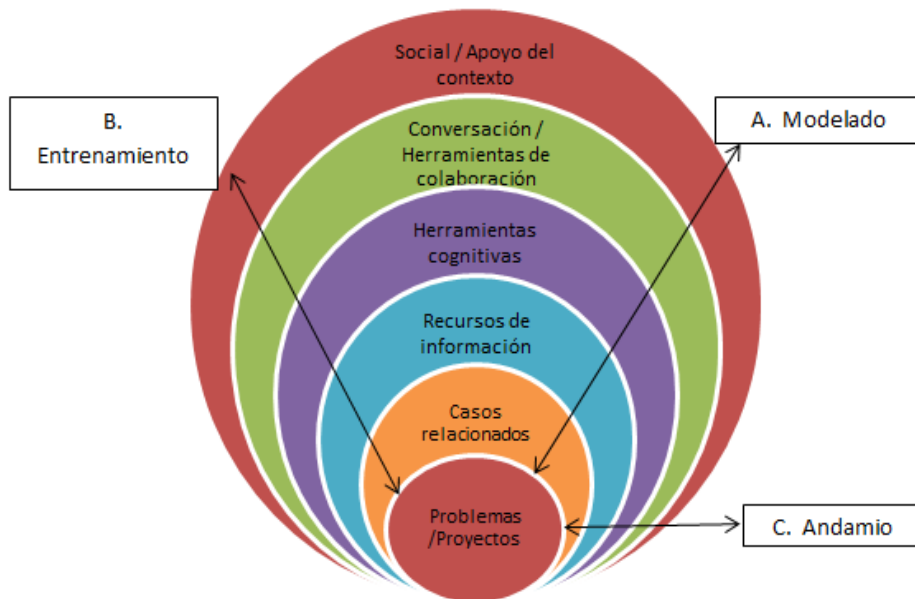 Social / Apoyo del
contexto
B.
Entrenamiento
A. Modelado
Conversación /
Herramientas de
colaboración
Herramientas
cognitivas
Recursos de
información
Casos
relacionados
Problemas
/Proyectos
C. Andamio